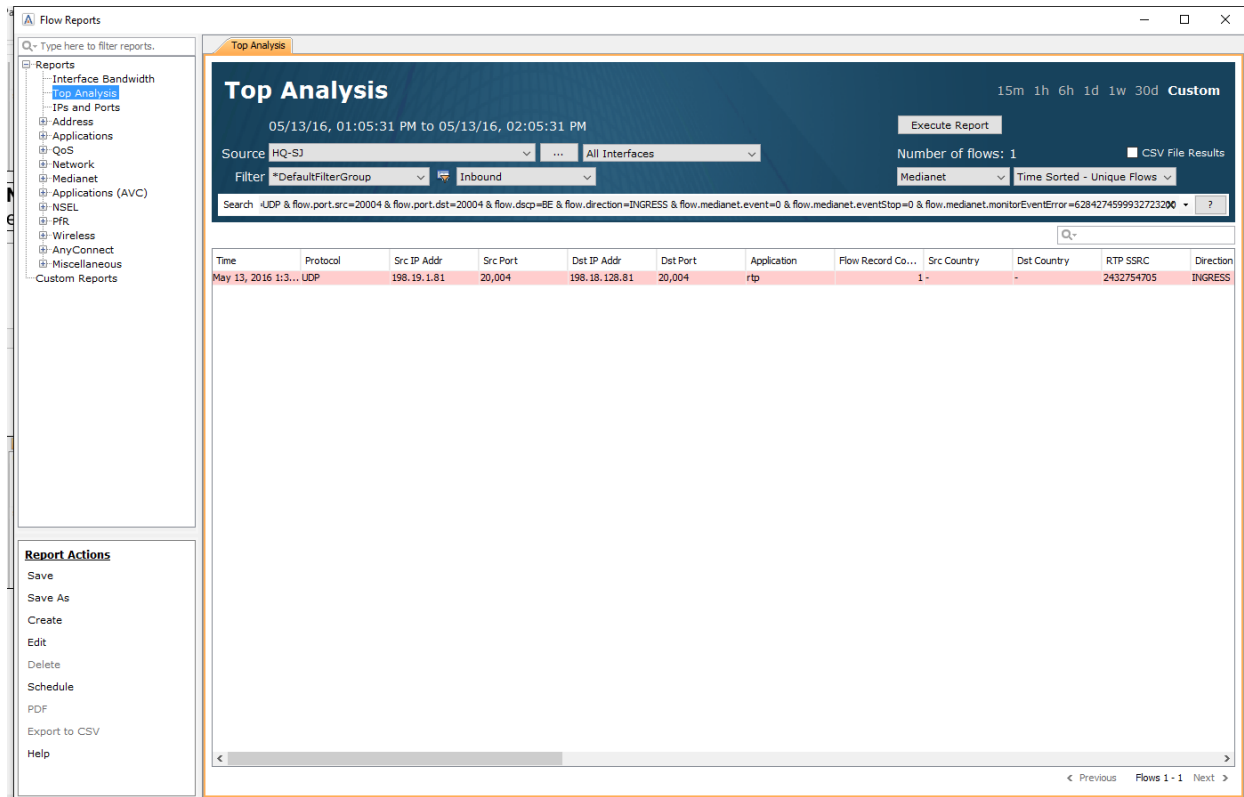 Flow Reports
Type here to filter reports.
Reports
Interface Bandwidth
Top Analysis
IPs and Ports
Address
Applications
QoS
Network
Medianet
Applications (AVC)
NSEL
PfR
Wireless
AnyConnect
Miscellaneous
Custom Reports
Report Actions
Save
Save As
Create
Edit
Delete
Schedule
PDF
Export to CSV
Help
Top Analysis
Top Analysis
15m 1h 6h 1d 1w 30d Custom
05/13/16, 01:05:31 PM to 05/13/16, 02:05:31 PM
Execute Report
Source HQ-SJ ... All Interfaces
Number of flows: 1 CSV File Results
Filter *DefaultFilterGroup Inbound
Medianet Time Sorted - Unique Flows
Search =UDP & flow.port.src=20004 & flow.port.dst=20004 & flow.dscp=BE & flow.direction=INGRESS & flow.medianet.event=0 & flow.medianet.eventStop=0 & flow.medianet.monitorEventError= ?
Time Protocol Src IP Addr Src Port Dst IP Addr Dst Port Application Flow Record Co... Src Country Dst Country RTP SSRC Direction
May 13, 2016 1:3... UDP 198.19.1.81 20,004 198.18.128.81 20,004 rtp 1 - - 2432754705 INGRESS
< Previous Flows 1 - 1 Next >